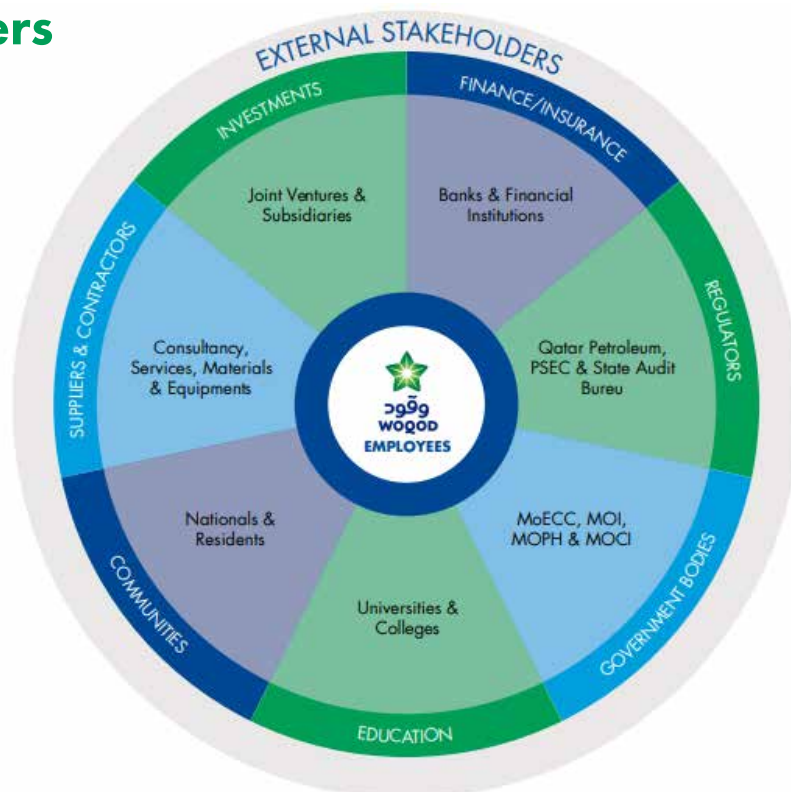 ers
EXTERNAL STAKEHOLDERS
INVESTMENTS
Joint Ventures &
Subsidiaries
FINANCE/INSURANCE
Banks & Financial
Institutions
REGULATORS
Qatar Petroleum,
PSEC & State Audit
Bureu
GOVERNMENT BODIES
MoECC, MOI,
MOPH & MOCI
EDUCATION
Universities &
Colleges
COMMUNITIES
Nationals &
Residents
SUPPLIERS & CONTRACTORS
Consultancy,
Services, Materials
& Equipments
وقود
WOQOD
EMPLOYEES